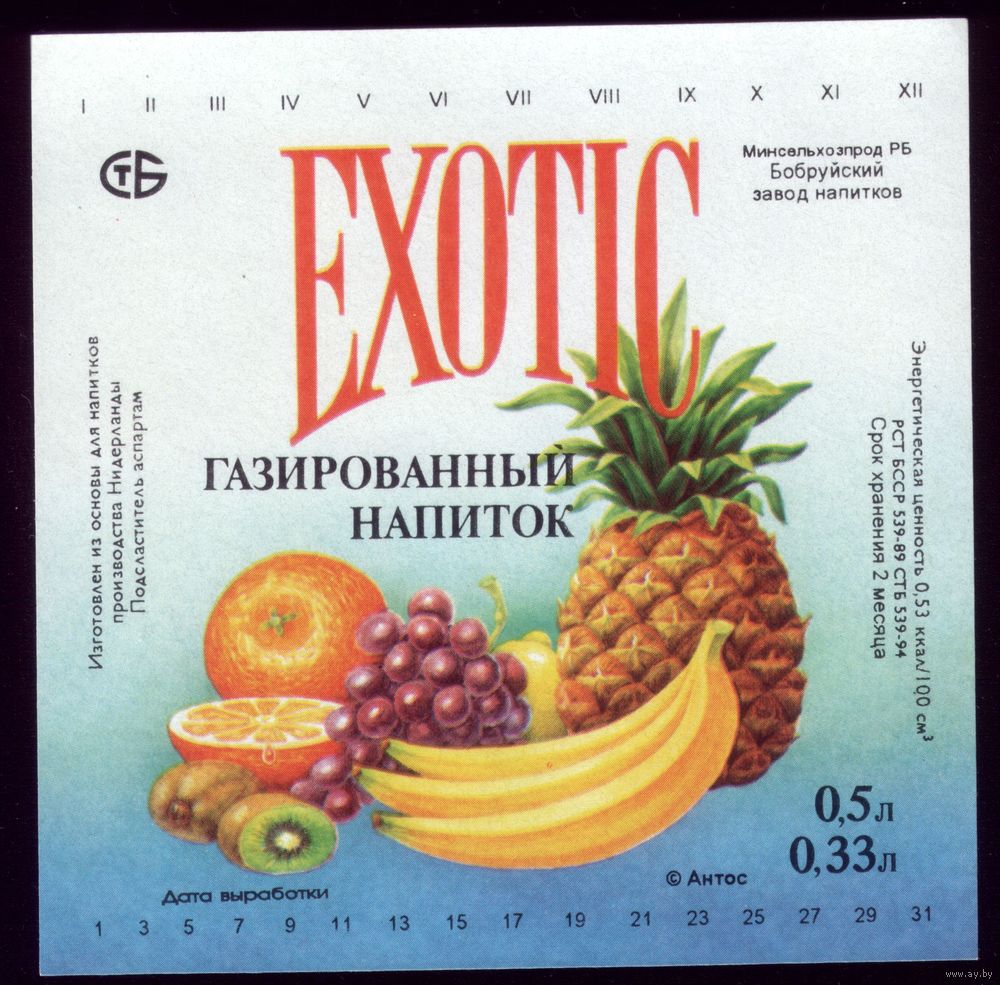 I II III IV V VI VII VIII IX X XI XII
СТБ
EXOTIC
Минсельхозпрод РБ
Бобруйский
завод напитков
Изготовлен из основы для напитков
производства Нидерланды
Подсластитель аспартам
ГАЗИРОВАННЫЙ
НАПИТОК
Энергетическая ценность 0,53 ккал/100 см³
РСТ БССР 539-89 СТБ 539-94
Срок хранения 2 месяца
0,5л
0,33л
© Антос
Дата выработки
1 3 5 7 9 11 13 15 17 19 21 23 25 27 29 31
www.ay.by